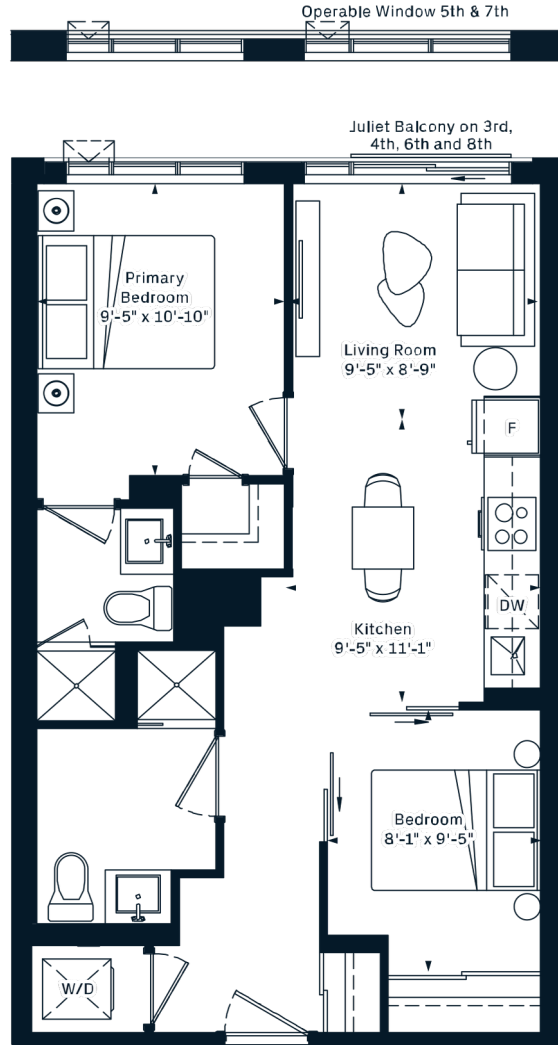 Operable Window 5th & 7th
Juliet Balcony on 3rd,
4th, 6th and 8th
Primary
Bedroom
9'-5" x 10'-10"
Living Room
9'-5" x 8'-9"
F
DW
Kitchen
9'-5" x 11'-1"
Bedroom
8'-1" x 9'-5"
W/D